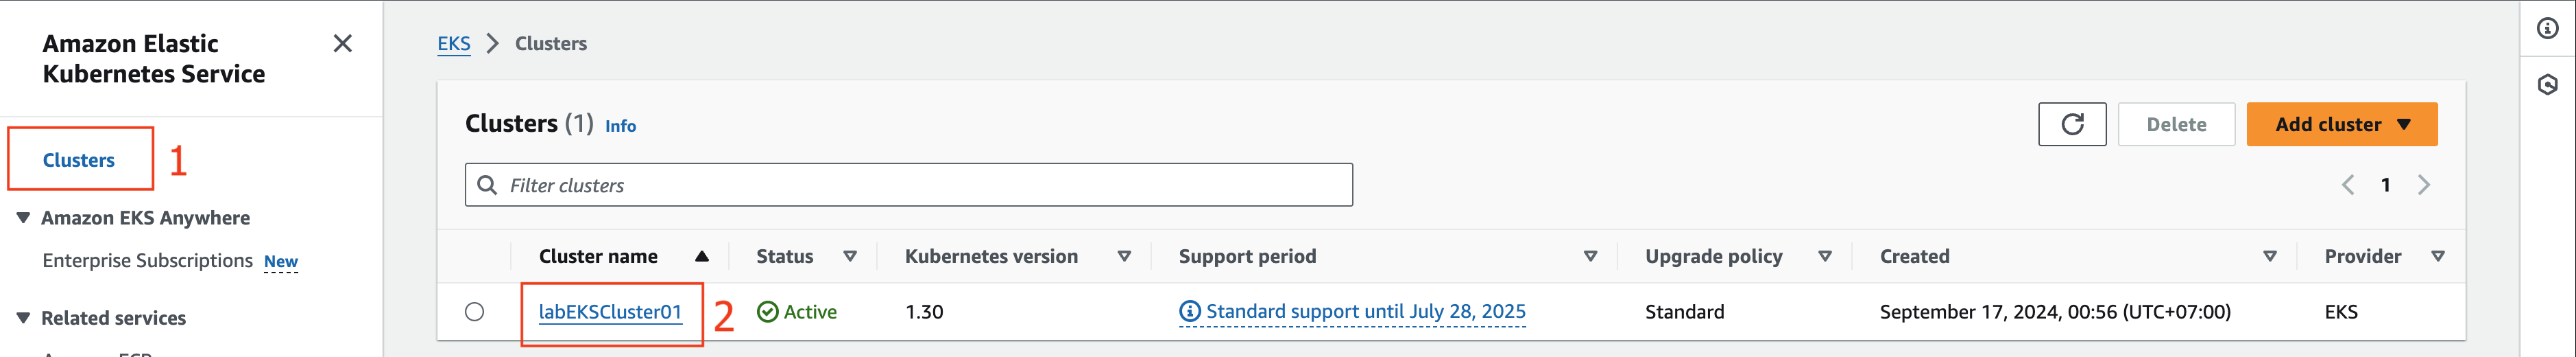 Amazon Elastic
Kubernetes Service
Clusters
1
Amazon EKS Anywhere
Enterprise Subscriptions New
Related services
EKS > Clusters
Clusters (1) Info
Delete
Add cluster
Filter clusters
1
Cluster name Status Kubernetes version Support period Upgrade policy Created Provider
labEKSCluster01 2 Active 1.30 Standard support until July 28, 2025 Standard September 17, 2024, 00:56 (UTC+07:00) EKS